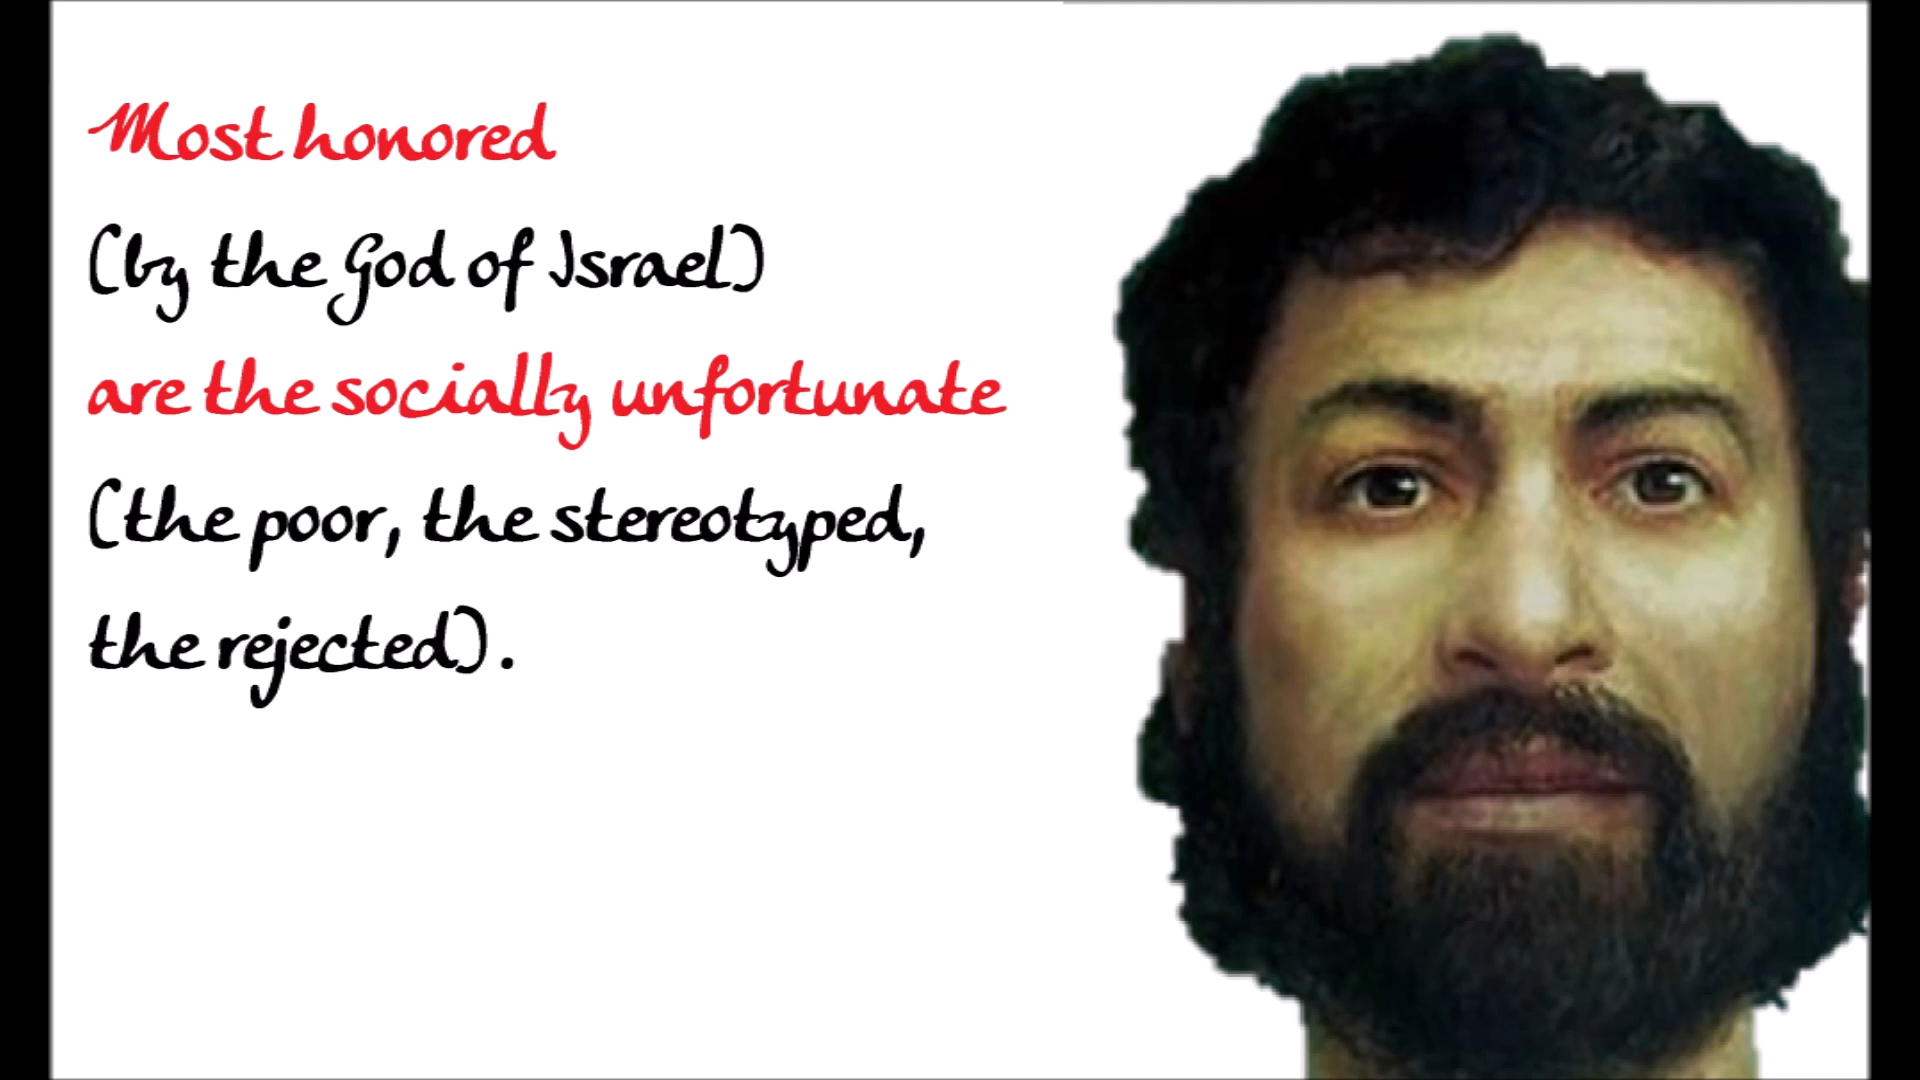 Most honored
(by the God of Israel)
are the socially unfortunate
(the poor, the stereotyped,
the rejected).